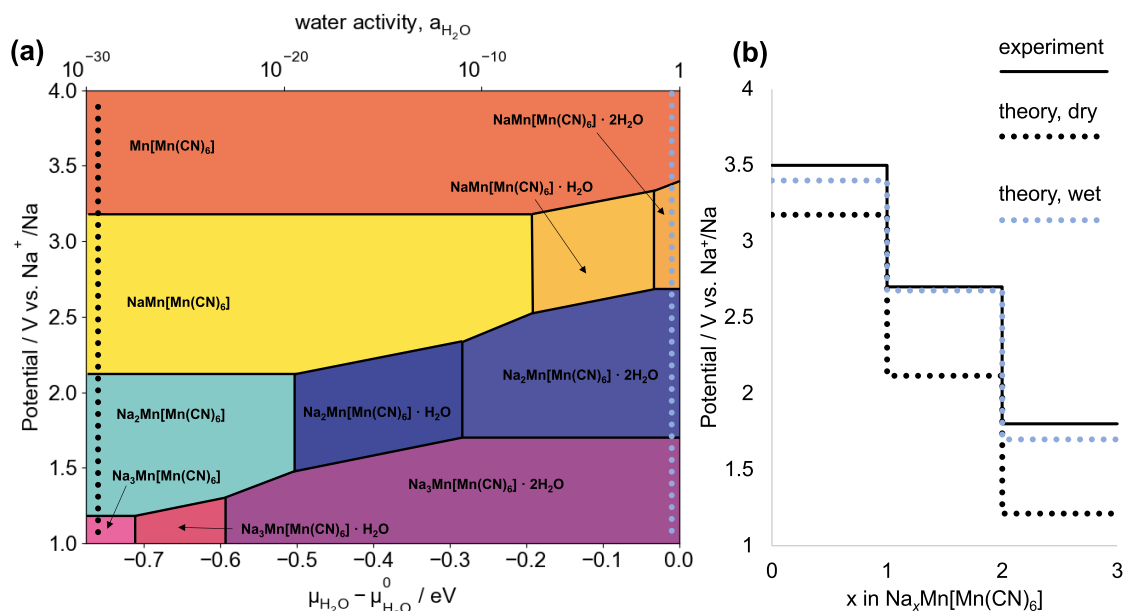 (a)
water activity, a_H₂O
10⁻³⁰ 10⁻²⁰ 10⁻¹⁰ 1
Potential / V vs. Na⁺/Na
4.0
3.5
3.0
2.5
2.0
1.5
1.0
Mn[Mn(CN)₆]
NaMn[Mn(CN)₆] · 2H₂O
NaMn[Mn(CN)₆] · H₂O
NaMn[Mn(CN)₆]
Na₂Mn[Mn(CN)₆] · 2H₂O
Na₂Mn[Mn(CN)₆]
Na₂Mn[Mn(CN)₆] · H₂O
Na₃Mn[Mn(CN)₆]
Na₃Mn[Mn(CN)₆] · 2H₂O
Na₃Mn[Mn(CN)₆] · H₂O
−0.7 −0.6 −0.5 −0.4 −0.3 −0.2 −0.1 0.0
μ_H₂O − μ⁰_H₂O / eV
(b)
experiment
theory, dry
theory, wet
Potential / V vs. Na⁺/Na
4
3.5
3
2.5
2
1.5
1
0 1 2 3
x in NaₓMn[Mn(CN)₆]